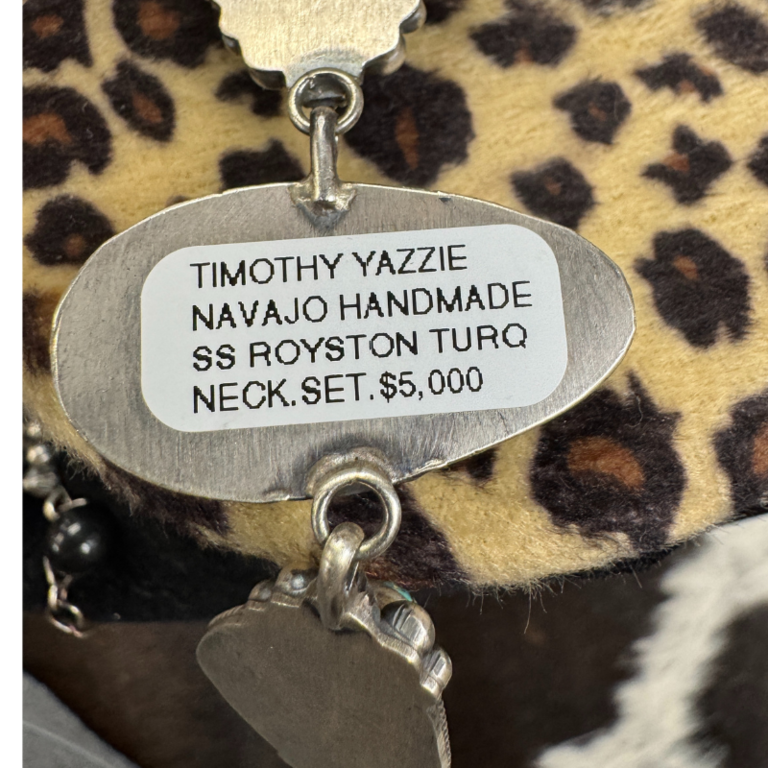 TIMOTHY YAZZIE
NAVAJO HANDMADE
SS ROYSTON TURQ
NECK.SET.$5,000